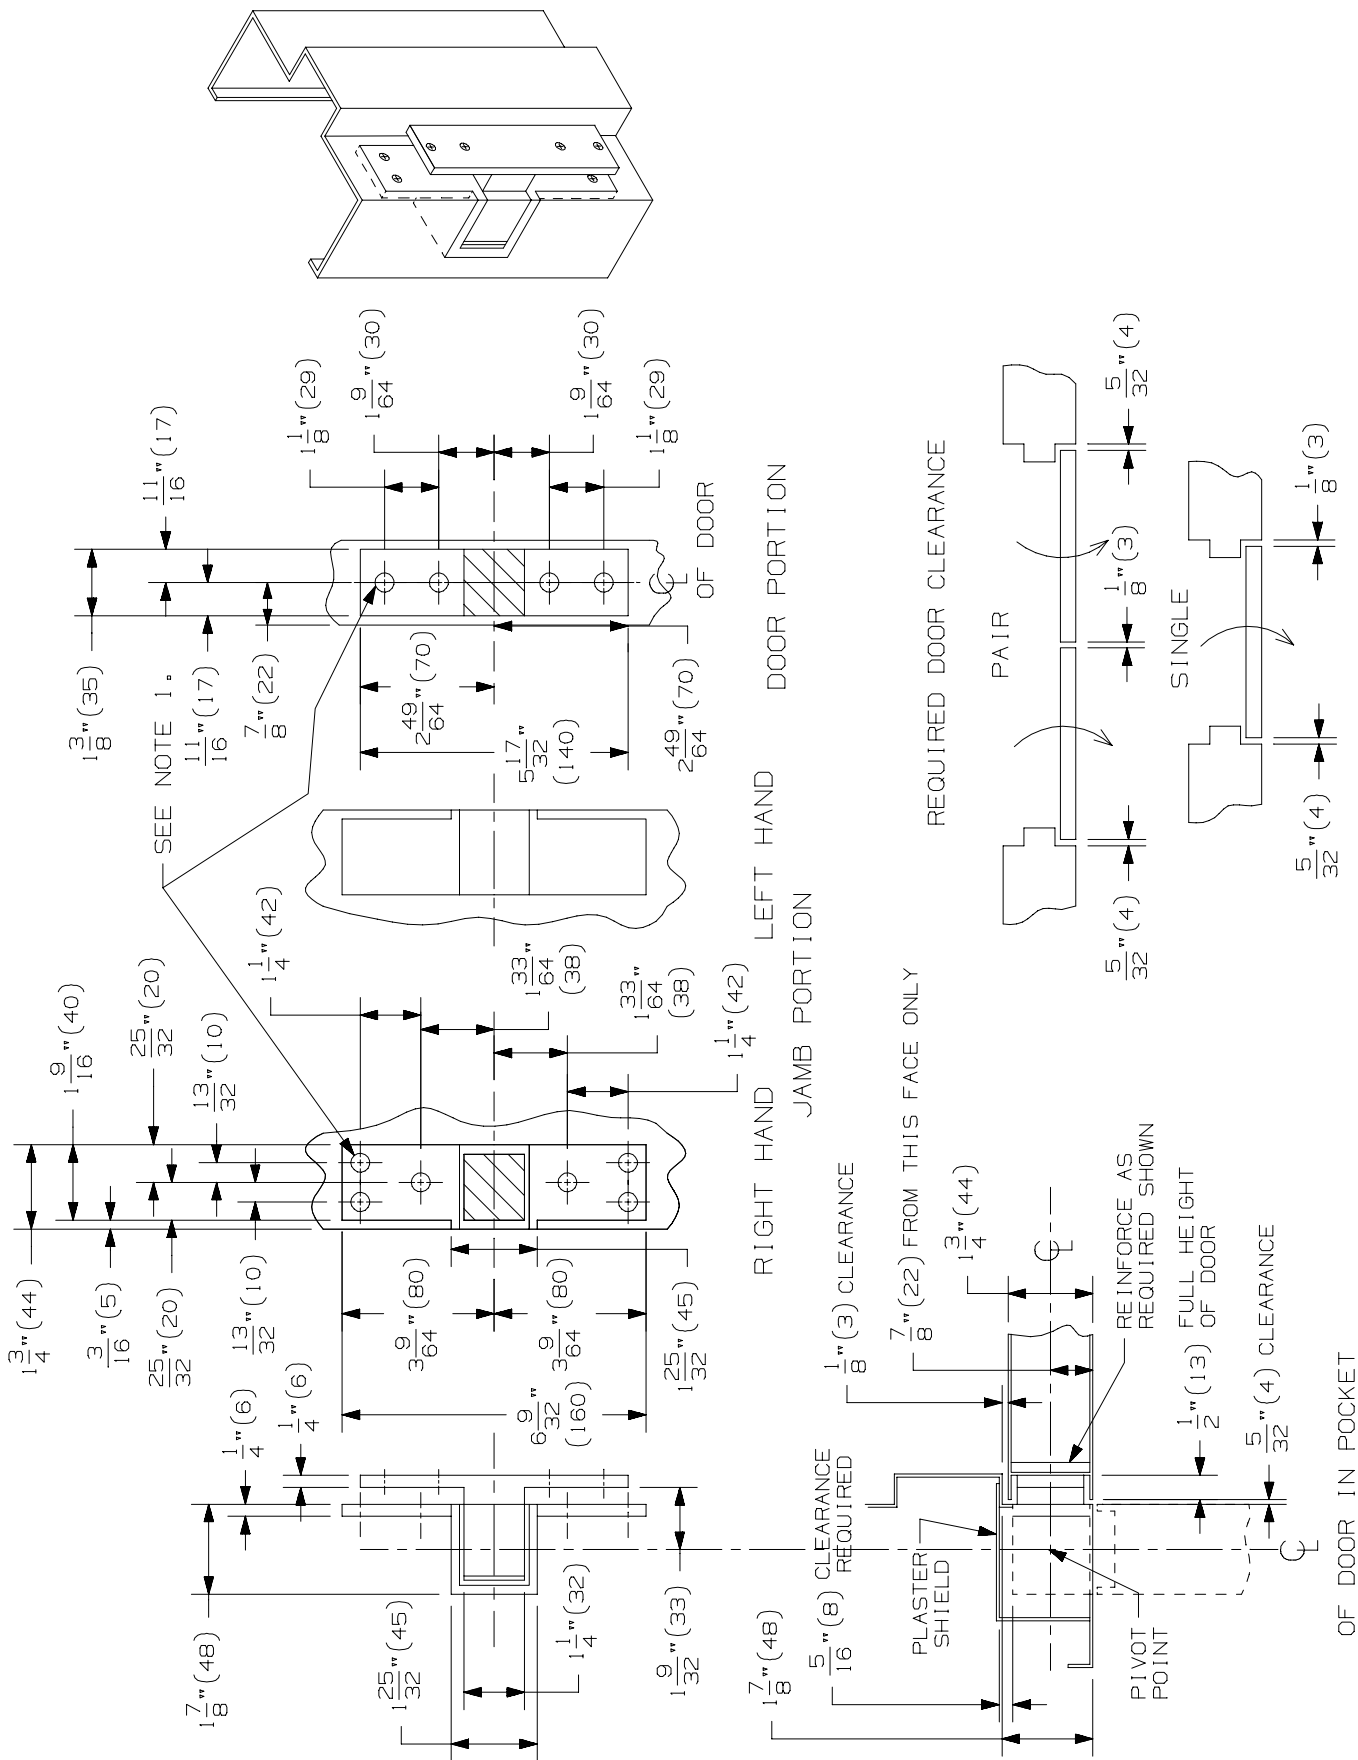 1 3/8" (35)
11/16" (17)
11/16" (17)
7/8" (22)
SEE NOTE 1.
1 1/8" (29)
1 9/64" (30)
1 9/64" (30)
1 1/8" (29)
2 49/64" (70)
5 17/32"
(140)
2 49/64" (70)
℄ OF DOOR
DOOR PORTION
1 3/4" (44)
3/16" (5)
25/32" (20)
13/32" (10)
1 9/16" (40)
25/32" (20)
13/32" (10)
1 1/4" (42)
1 33/64"
(38)
1 33/64"
(38)
1 1/4" (42)
3 9/64" (80)
3 9/64" (80)
6 9/32"
(160)
1 25/32" (45)
RIGHT HAND
LEFT HAND
JAMB PORTION
1/4" (6)
1/4" (6)
1 7/8" (48)
1 25/32" (45)
1 1/4" (32)
1 9/32" (33)
REQUIRED DOOR CLEARANCE
PAIR
5/32" (4)
1/8" (3)
5/32" (4)
SINGLE
5/32" (4)
1/8" (3)
1 7/8" (48)
5/16" (8) CLEARANCE
REQUIRED
PLASTER
SHIELD
PIVOT
POINT
1/8" (3) CLEARANCE
7/8" (22) FROM THIS FACE ONLY
1 3/4" (44)
℄
REINFORCE AS
REQUIRED SHOWN
1/2" (13) FULL HEIGHT
OF DOOR
5/32" (4) CLEARANCE
℄
OF DOOR IN POCKET